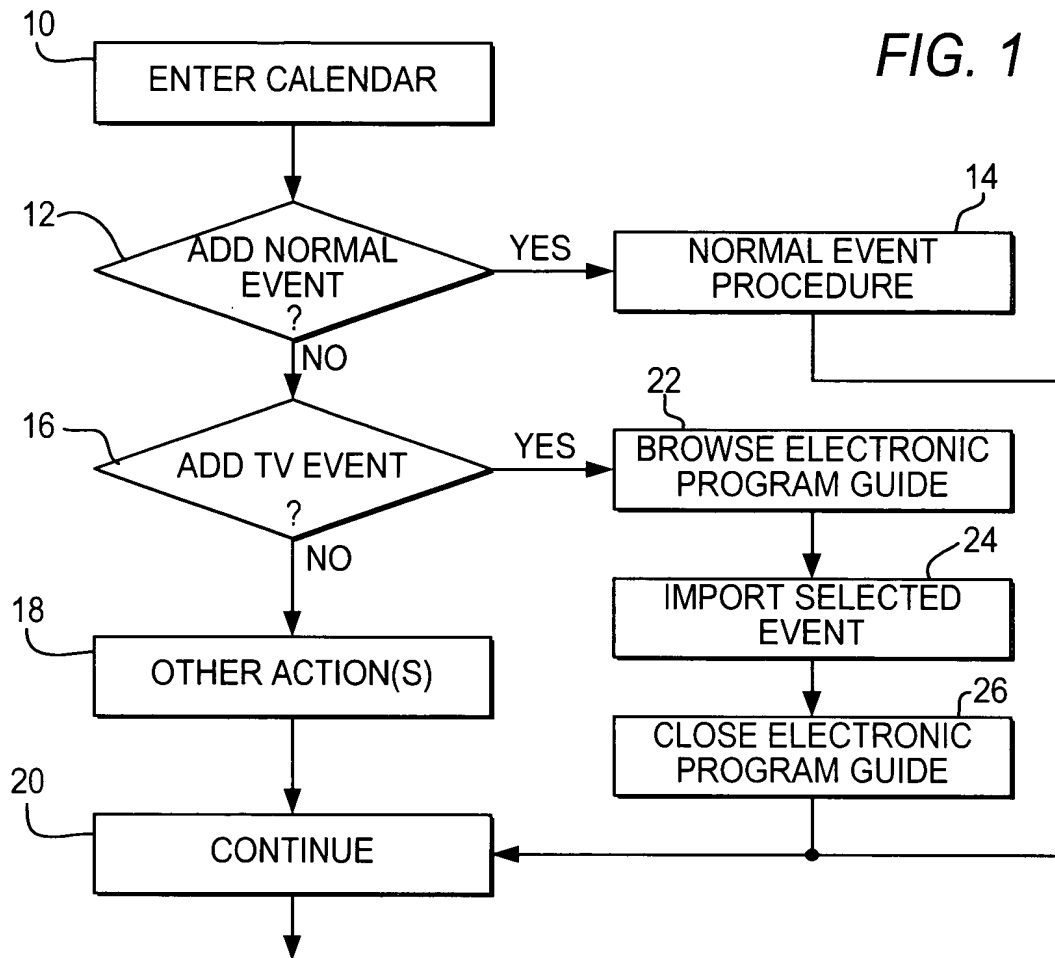 FIG. 1
10
ENTER CALENDAR
12
ADD NORMAL
EVENT
?
YES
14
NORMAL EVENT
PROCEDURE
NO
16
ADD TV EVENT
?
YES
22
BROWSE ELECTRONIC
PROGRAM GUIDE
NO
24
IMPORT SELECTED
EVENT
18
OTHER ACTION(S)
26
CLOSE ELECTRONIC
PROGRAM GUIDE
20
CONTINUE